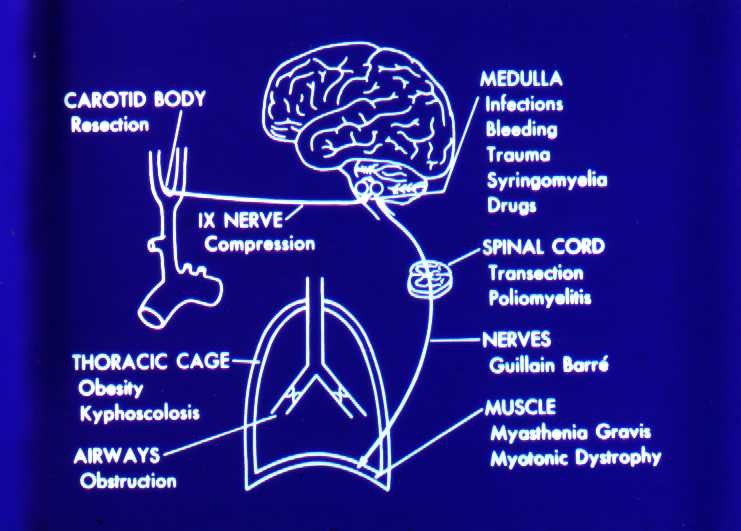 CAROTID BODY
Resection
IX NERVE
Compression
THORACIC CAGE
Obesity
Kyphoscolosis
AIRWAYS
Obstruction
MEDULLA
Infections
Bleeding
Trauma
Syringomyelia
Drugs
SPINAL CORD
Transection
Poliomyelitis
NERVES
Guillain Barré
MUSCLE
Myasthenia Gravis
Myotonic Dystrophy